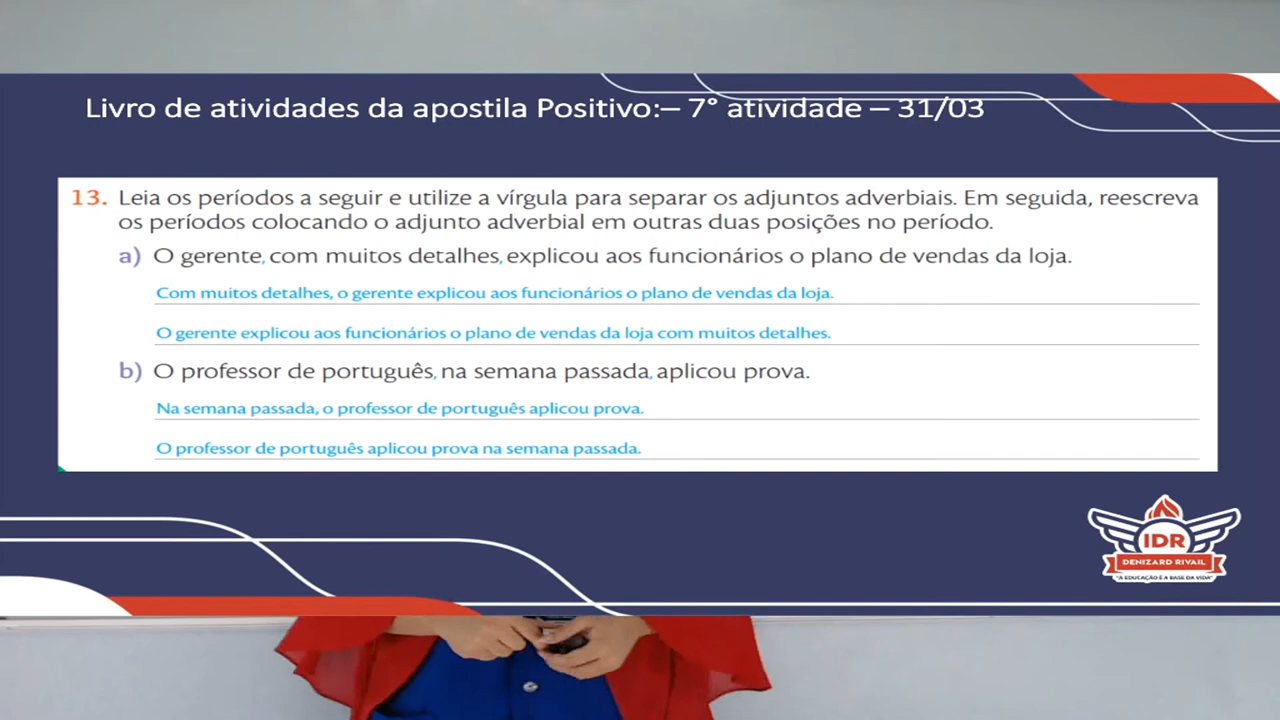 Livro de atividades da apostila Positivo:– 7° atividade – 31/03
13. Leia os períodos a seguir e utilize a vírgula para separar os adjuntos adverbiais. Em seguida, reescreva
os períodos colocando o adjunto adverbial em outras duas posições no período.
a) O gerente, com muitos detalhes, explicou aos funcionários o plano de vendas da loja.
Com muitos detalhes, o gerente explicou aos funcionários o plano de vendas da loja.
O gerente explicou aos funcionários o plano de vendas da loja com muitos detalhes.
b) O professor de português, na semana passada, aplicou prova.
Na semana passada, o professor de português aplicou prova.
O professor de português aplicou prova na semana passada.
IDR
DENIZARD RIVAIL
"A EDUCAÇÃO É A BASE DA VIDA"